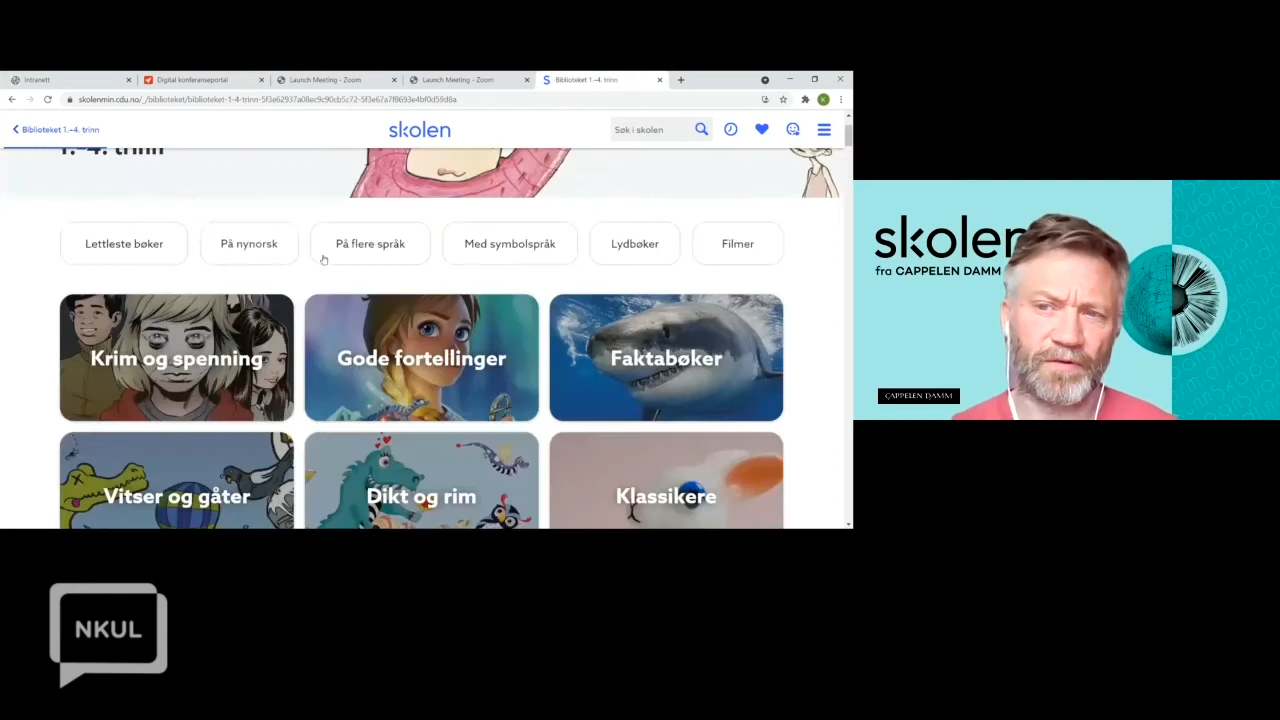 Intranett
Digital konferanseportal
Launch Meeting - Zoom
Launch Meeting - Zoom
S
Biblioteket 1.-4. trinn
skolenmin.cdu.no/_/biblioteket/biblioteket-1-4-trinn-5f3e62937a08ec9c90cb5c72-5f3e67a7f8693e4bf0d59d8a
K
Biblioteket 1.-4. trinn
skolen
Søk i skolen
1.-4. trinn
Lettleste bøker
På nynorsk
På flere språk
Med symbolspråk
Lydbøker
Filmer
Krim og spenning
Gode fortellinger
Faktabøker
Vitser og gåter
Dikt og rim
Klassikere
skolen
fra CAPPELEN DAMM
CAPPELEN DAMM
NKUL